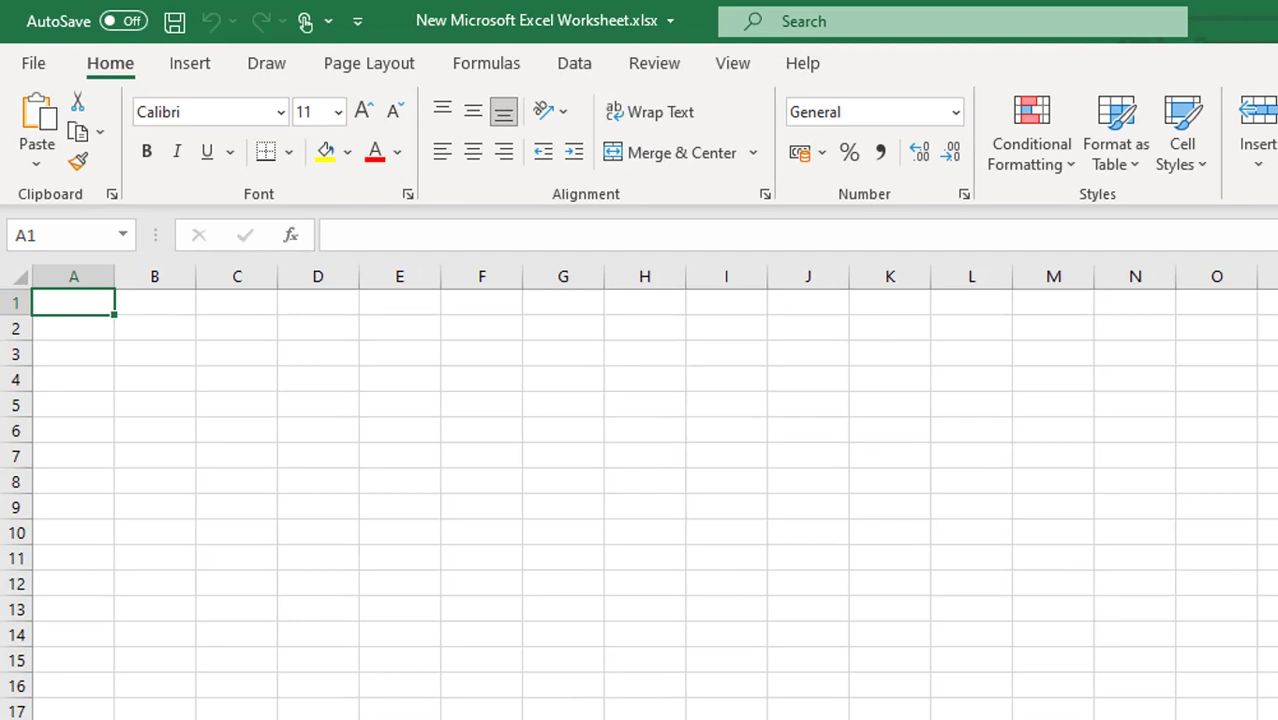 AutoSave Off New Microsoft Excel Worksheet.xlsx Search
File Home Insert Draw Page Layout Formulas Data Review View Help
Calibri 11 Wrap Text General
Paste B I U Merge & Center % Conditional Formatting Format as Table Cell Styles Insert
Clipboard Font Alignment Number Styles
A1 fx
A B C D E F G H I J K L M N O
1
2
3
4
5
6
7
8
9
10
11
12
13
14
15
16
17